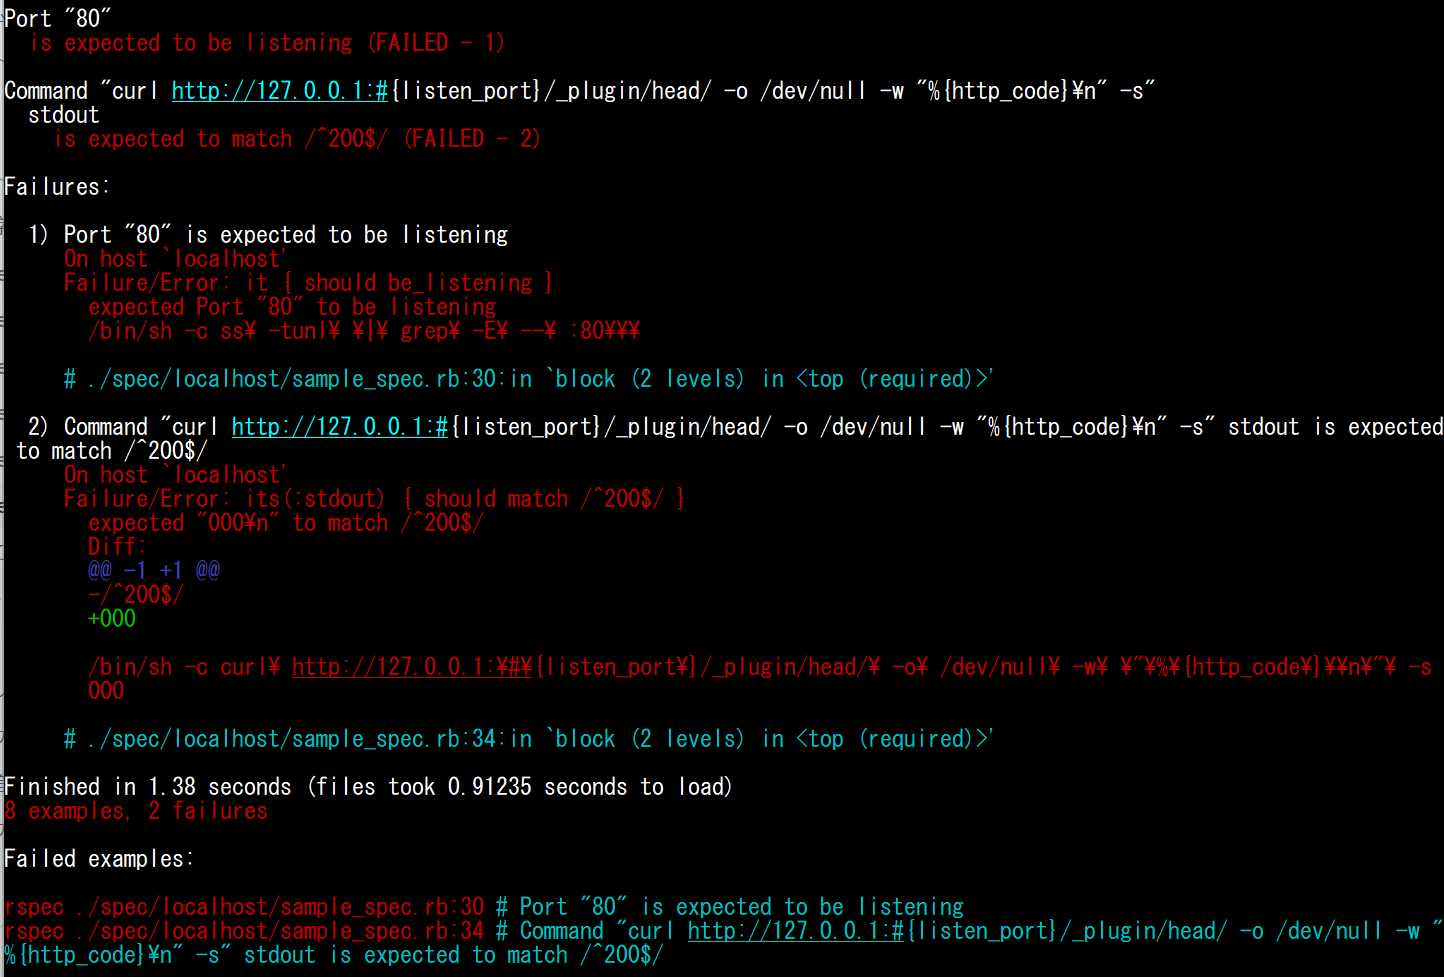 Port "80"
is expected to be listening (FAILED - 1)
Command "curl http://127.0.0.1:#{listen_port}/_plugin/head/ -o /dev/null -w "%{http_code}¥n" -s"
stdout
is expected to match /^200$/ (FAILED - 2)
Failures:
1) Port "80" is expected to be listening
On host `localhost'
Failure/Error: it { should be_listening }
expected Port "80" to be listening
/bin/sh -c ss¥ -tunl¥ ¥|¥ grep¥ -E¥ --¥ :80¥¥¥
# ./spec/localhost/sample_spec.rb:30:in `block (2 levels) in <top (required)>'
2) Command "curl http://127.0.0.1:#{listen_port}/_plugin/head/ -o /dev/null -w "%{http_code}¥n" -s" stdout is expected
to match /^200$/
On host `localhost'
Failure/Error: its(:stdout) { should match /^200$/ }
expected "000¥n" to match /^200$/
Diff:
@@ -1 +1 @@
-/^200$/
+000
/bin/sh -c curl¥ http://127.0.0.1:¥#¥{listen_port¥}/_plugin/head/¥ -o¥ /dev/null¥ -w¥ ¥"¥%¥{http_code¥}¥¥n¥"¥ -s
000
# ./spec/localhost/sample_spec.rb:34:in `block (2 levels) in <top (required)>'
Finished in 1.38 seconds (files took 0.91235 seconds to load)
8 examples, 2 failures
Failed examples:
rspec ./spec/localhost/sample_spec.rb:30 # Port "80" is expected to be listening
rspec ./spec/localhost/sample_spec.rb:34 # Command "curl http://127.0.0.1:#{listen_port}/_plugin/head/ -o /dev/null -w "
%{http_code}¥n" -s" stdout is expected to match /^200$/